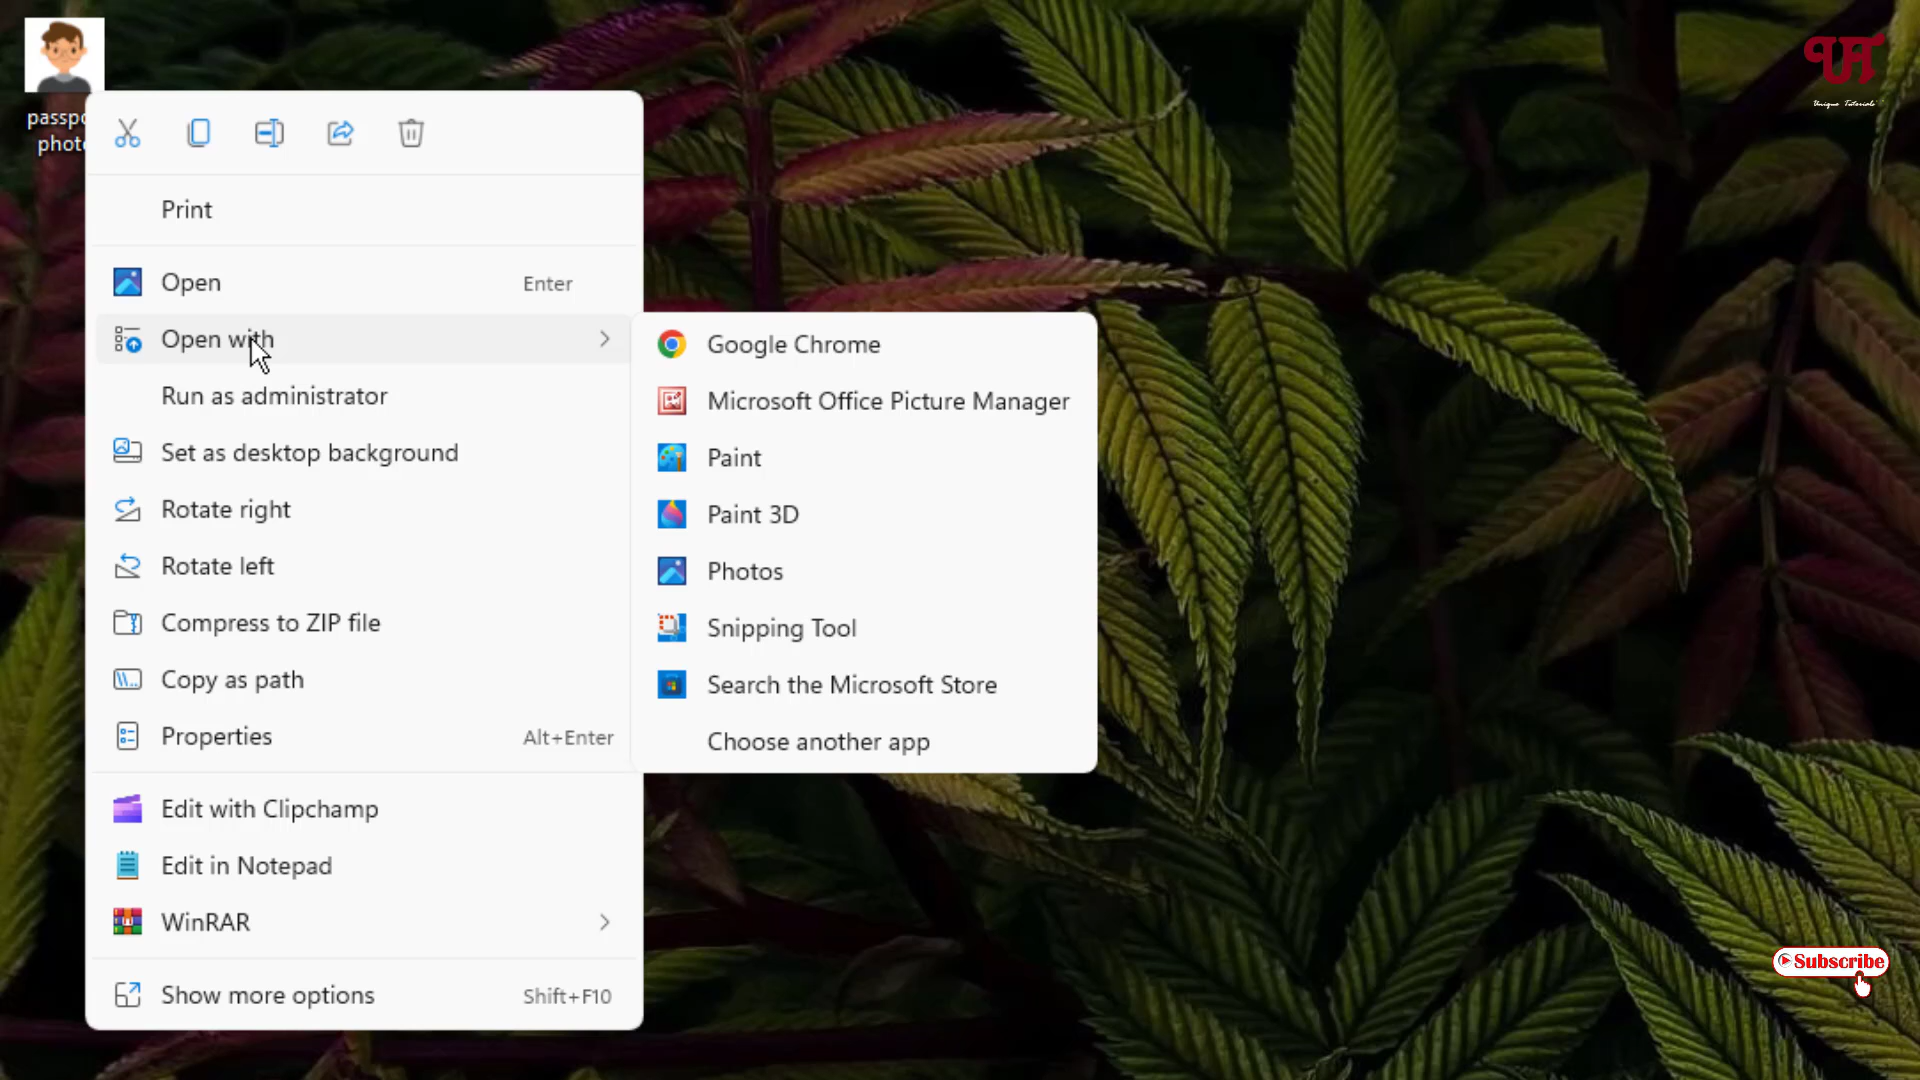 Unique Tutorials
Print
Open Enter
Open with
Run as administrator
Set as desktop background
Rotate right
Rotate left
Compress to ZIP file
Copy as path
Properties Alt+Enter
Edit with Clipchamp
Edit in Notepad
WinRAR
Show more options Shift+F10
Google Chrome
Microsoft Office Picture Manager
Paint
Paint 3D
Photos
Snipping Tool
Search the Microsoft Store
Choose another app
Subscribe